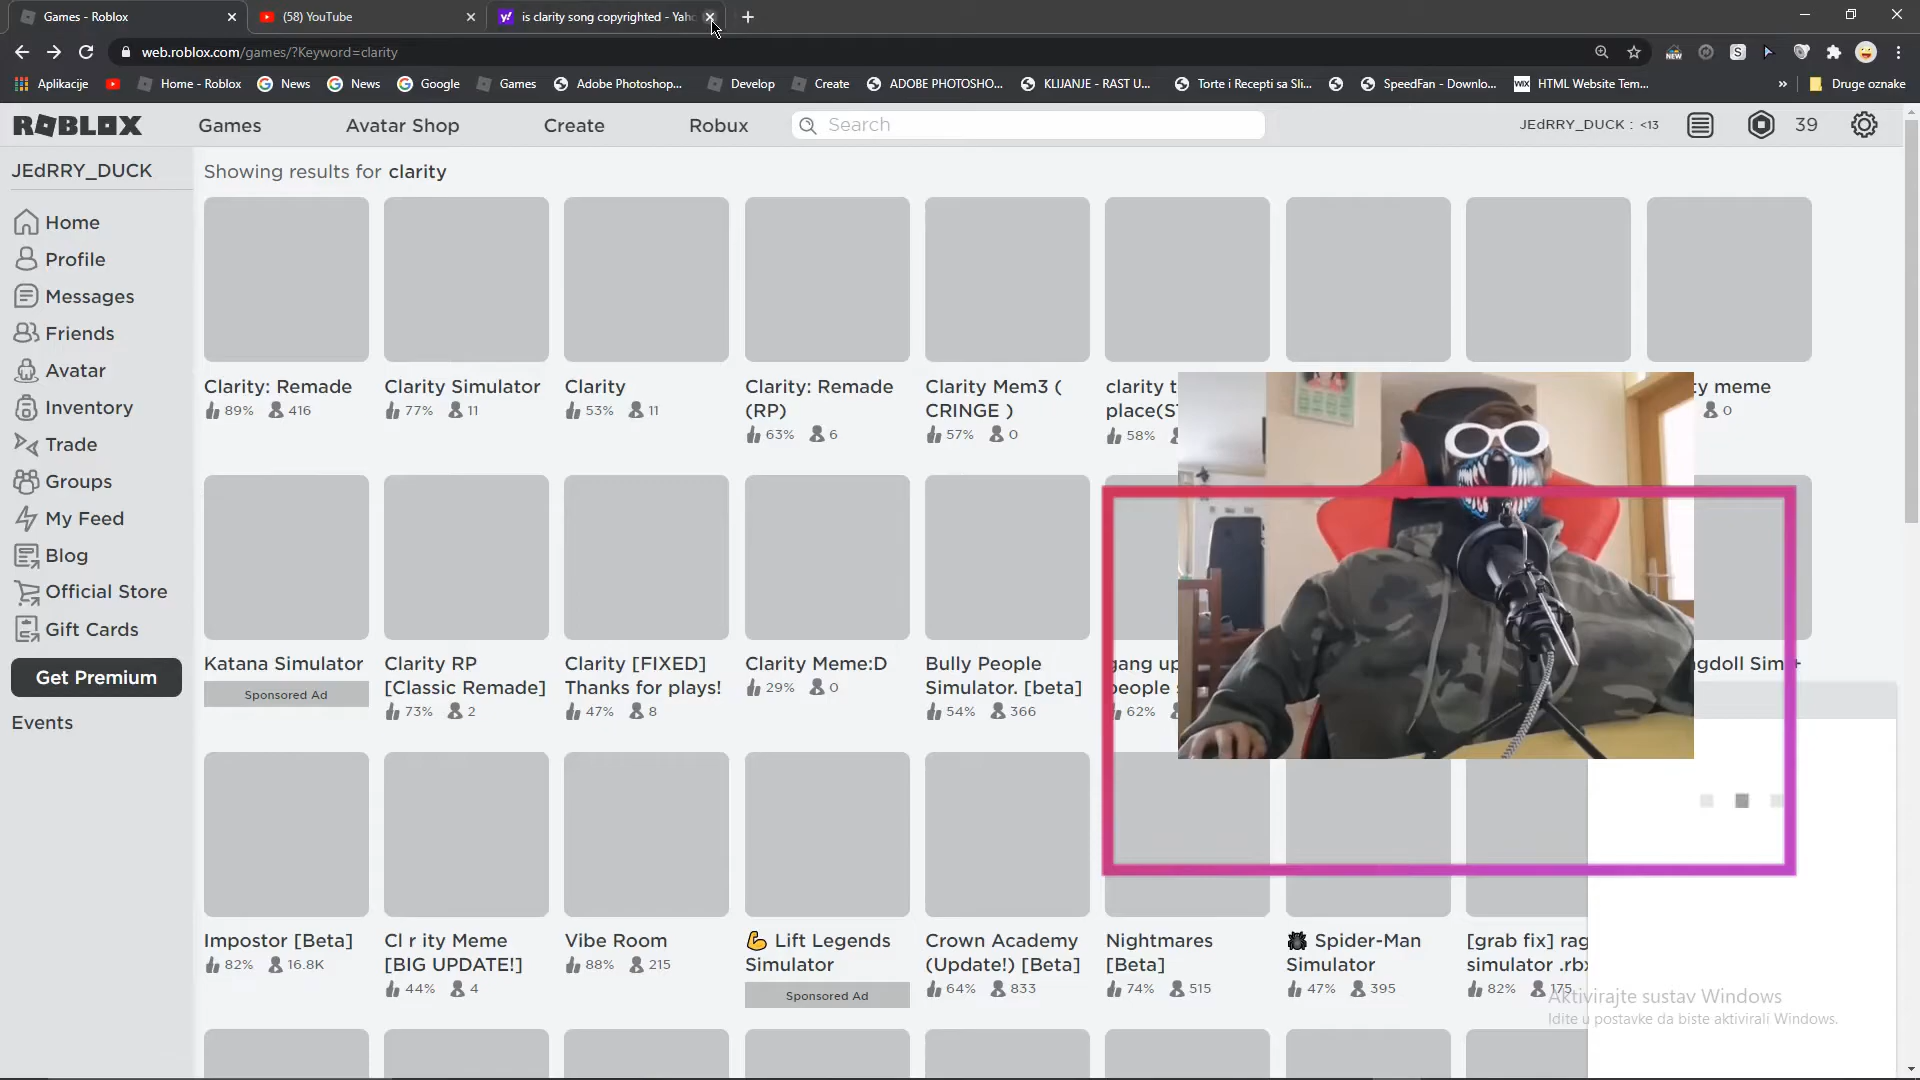 Games - Roblox
(58) YouTube
is clarity song copyrighted - Yah
web.roblox.com/games/?Keyword=clarity
Aplikacije
Home - Roblox
News
News
Google
Games
Adobe Photoshop...
Develop
Create
ADOBE PHOTOSHO...
KLIJANJE - RAST U...
Torte i Recepti sa Sli...
SpeedFan - Downlo...
WIX HTML Website Tem...
»
Druge oznake
ROBLOX
Games
Avatar Shop
Create
Robux
Search
JEdRRY_DUCK : <13
39
JEdRRY_DUCK
Home
Profile
Messages
Friends
Avatar
Inventory
Trade
Groups
My Feed
Blog
Official Store
Gift Cards
Get Premium
Events
Showing results for clarity
Clarity: Remade
89% 416
Clarity Simulator
77% 11
Clarity
53% 11
Clarity: Remade
(RP)
63% 6
Clarity Mem3 (
CRINGE )
57% 0
clarity t
place(S
58%
y meme
0
Katana Simulator
Sponsored Ad
Clarity RP
[Classic Remade]
73% 2
Clarity [FIXED]
Thanks for plays!
47% 8
Clarity Meme:D
29% 0
Bully People
Simulator. [beta]
54% 366
gang up
people
62%
gdoll Sim +
Impostor [Beta]
82% 16.8K
Cl r ity Meme
[BIG UPDATE!]
44% 4
Vibe Room
88% 215
💪 Lift Legends
Simulator
Sponsored Ad
Crown Academy
(Update!) [Beta]
64% 833
Nightmares
[Beta]
74% 515
🕷 Spider-Man
Simulator
47% 395
[grab fix] rag
simulator .rbx
82% 175
Aktivirajte sustav Windows
Idite u postavke da biste aktivirali Windows.